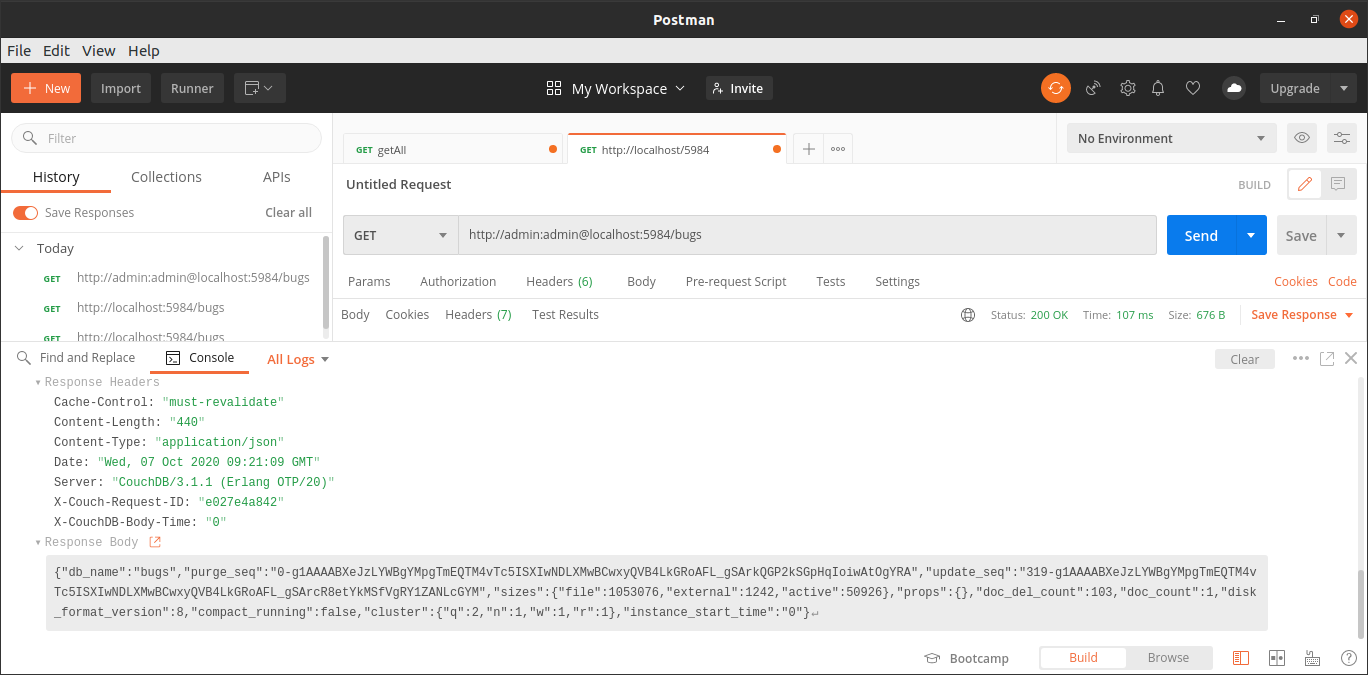 Postman
File Edit View Help
New Import Runner My Workspace Invite Upgrade
Filter
GET getAll
GET http://localhost/5984
No Environment
History Collections APIs
Untitled Request
BUILD
Save Responses Clear all
GET http://admin:admin@localhost:5984/bugs Send Save
Today
GET http://admin:admin@localhost:5984/bugs
GET http://localhost:5984/bugs
GET http://localhost:5984/bugs
Params Authorization Headers (6) Body Pre-request Script Tests Settings Cookies Code
Body Cookies Headers (7) Test Results Status: 200 OK Time: 107 ms Size: 676 B Save Response
Find and Replace Console All Logs Clear
Response Headers
Cache-Control: "must-revalidate"
Content-Length: "440"
Content-Type: "application/json"
Date: "Wed, 07 Oct 2020 09:21:09 GMT"
Server: "CouchDB/3.1.1 (Erlang OTP/20)"
X-Couch-Request-ID: "e027e4a842"
X-CouchDB-Body-Time: "0"
Response Body
{"db_name":"bugs","purge_seq":"0-g1AAAABXeJzLYWBgYMpgTmEQTM4vTc5ISXIwNDLXMwBCwxyQVB4LkGRoAFL_gSArkQGP2kSGpHqIoiwAtOgYRA","update_seq":"319-g1AAAABXeJzLYWBgYMpgTmEQTM4v
Tc5ISXIwNDLXMwBCwxyQVB4LkGRoAFL_gSArcR8etYkMSfVgRY1ZANLcGYM","sizes":{"file":1053076,"external":1242,"active":50926},"props":{},"doc_del_count":103,"doc_count":1,"disk
_format_version":8,"compact_running":false,"cluster":{"q":2,"n":1,"w":1,"r":1},"instance_start_time":"0"}↵
Bootcamp Build Browse